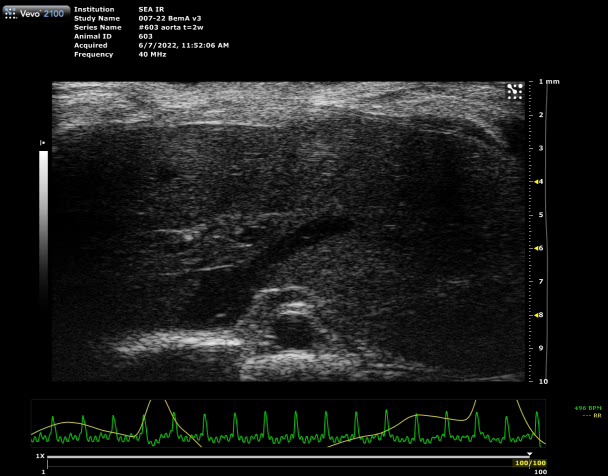 Vevo 2100
Institution SEA IR
Study Name 007-22 BemA v3
Series Name #603 aorta t=2w
Animal ID 603
Acquired 6/7/2022, 11:52:06 AM
Frequency 40 MHz
1 mm
2
3
4
5
6
7
8
9
10
496 BPM
--- RR
1X
100/100
1
100